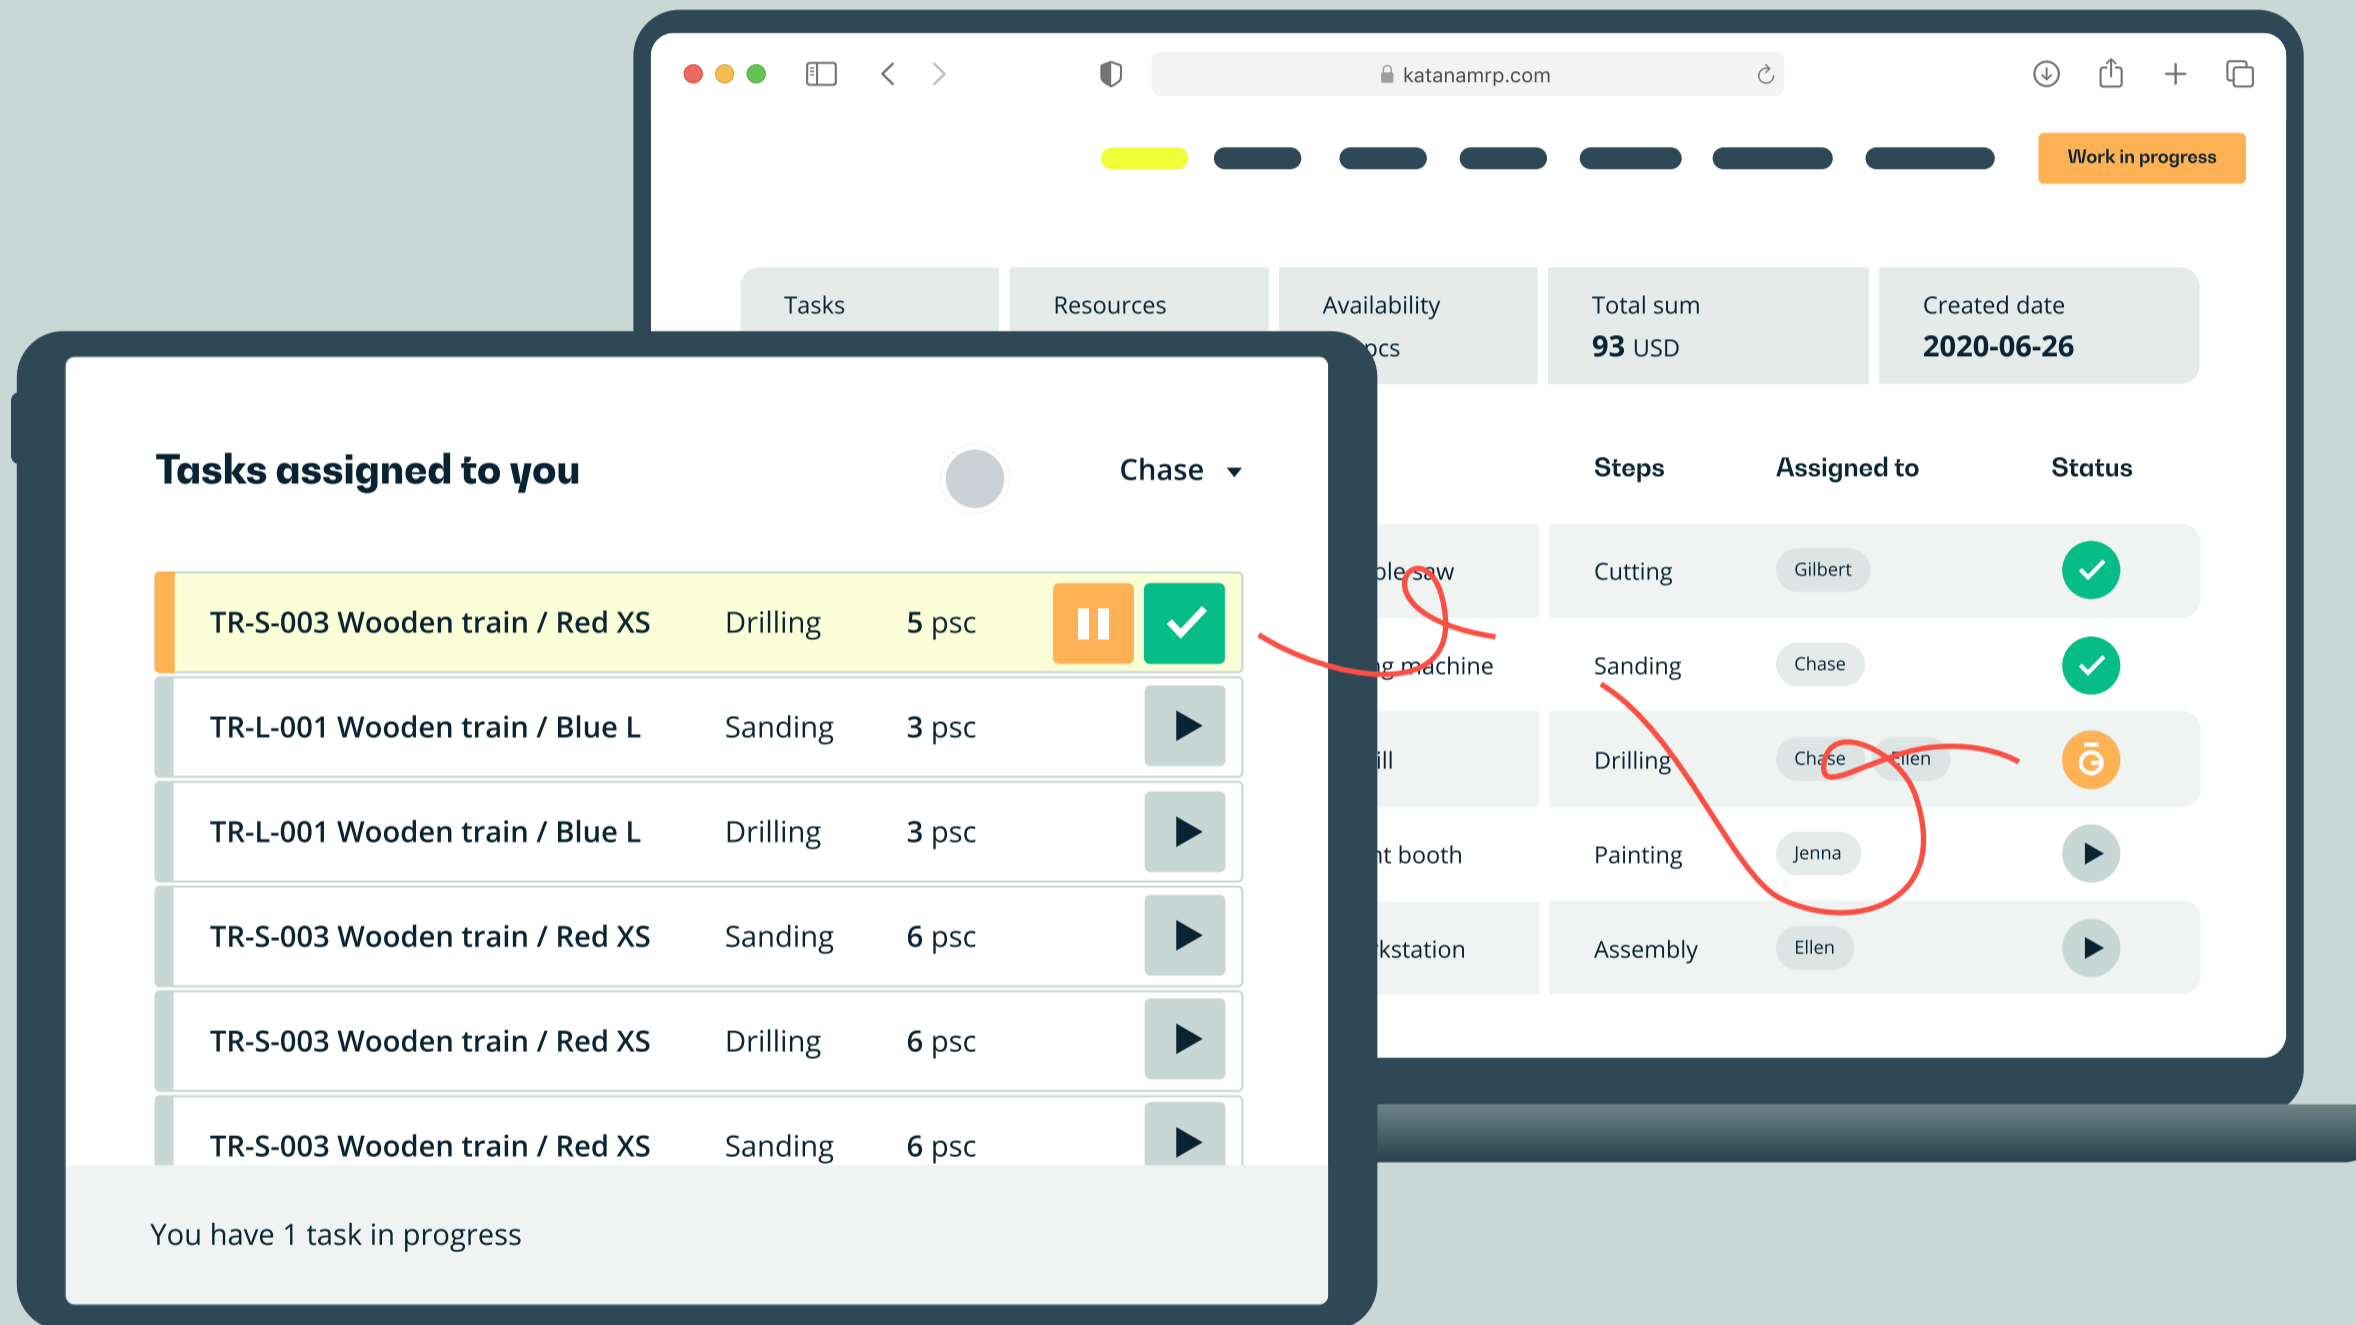 katanamrp.com
Work in progress
Tasks Resources Availability Total sum Created date
pcs 93 USD 2020-06-26
Steps Assigned to Status
saw Cutting Gilbert
machine Sanding Chase
Drilling Chase Ellen
booth Painting Jenna
Assembly Ellen
Tasks assigned to you Chase
TR-S-003 Wooden train / Red XS Drilling 5 psc
TR-L-001 Wooden train / Blue L Sanding 3 psc
TR-L-001 Wooden train / Blue L Drilling 3 psc
TR-S-003 Wooden train / Red XS Sanding 6 psc
TR-S-003 Wooden train / Red XS Drilling 6 psc
TR-S-003 Wooden train / Red XS Sanding 6 psc
You have 1 task in progress